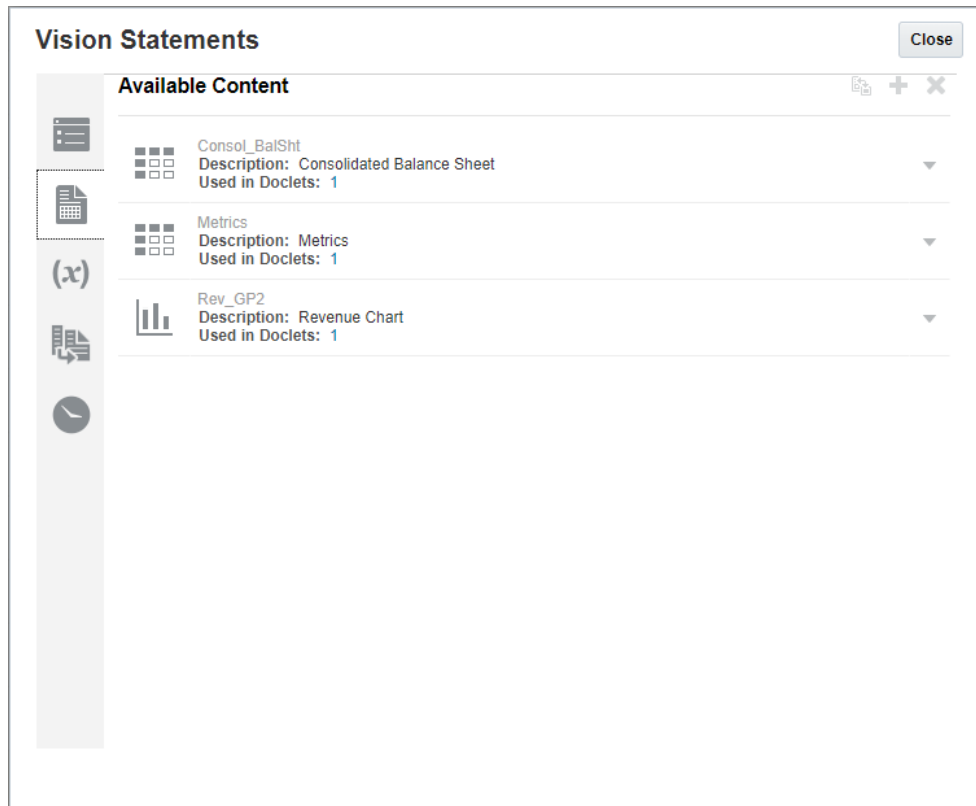 Vision Statements
Close
Available Content
Consol_BalSht
Description: Consolidated Balance Sheet
Used in Doclets: 1
Metrics
Description: Metrics
Used in Doclets: 1
(x)
Rev_GP2
Description: Revenue Chart
Used in Doclets: 1